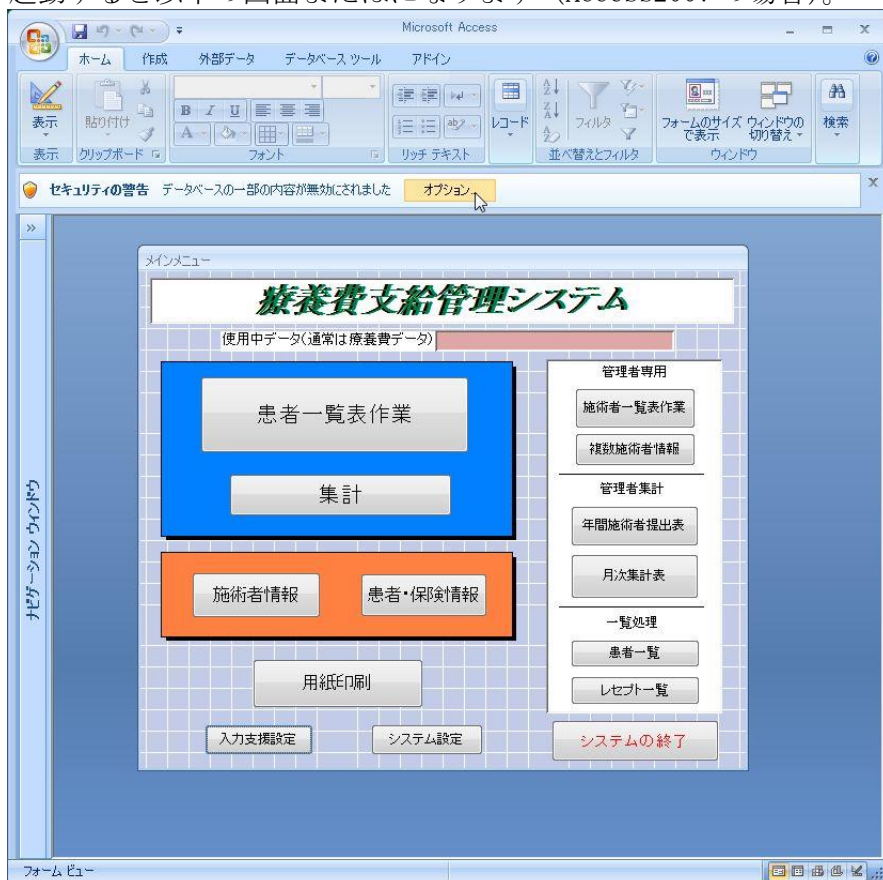 起動すると以下の画面またはになります（Access2007 の場合）。
Microsoft Access
ホーム 作成 外部データ データベース ツール アドイン
表示 貼り付け B I U A ab レコード フィルタ フォームのサイズで表示 ウィンドウの切り替え 検索
表示 クリップボード フォント リッチ テキスト 並べ替えとフィルタ ウィンドウ
セキュリティの警告 データベースの一部の内容が無効にされました オプション...
ナビゲーション ウィンドウ
メインメニュー
療養費支給管理システム
使用中データ(通常は療養費データ)
患者一覧表作業
集計
施術者情報 患者・保険情報
用紙印刷
入力支援設定 システム設定
管理者専用
施術者一覧表作業
複数施術者情報
管理者集計
年間施術者提出表
月次集計表
一覧処理
患者一覧
レセプト一覧
システムの終了
フォーム ビュー